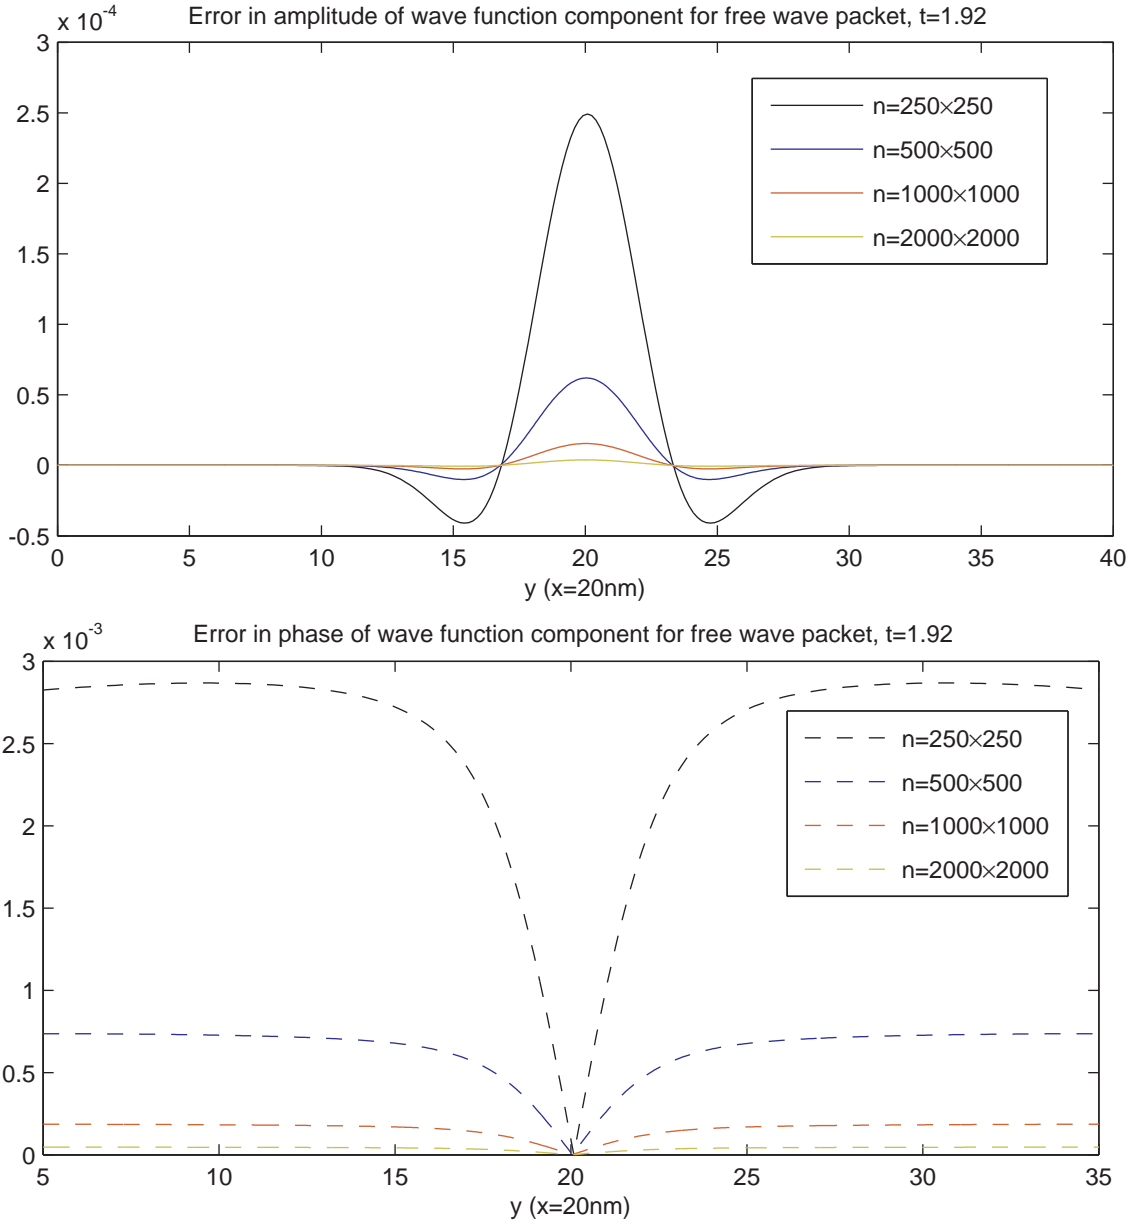 Error in amplitude of wave function component for free wave packet, t=1.92
x 10^-4
3
2.5
2
1.5
1
0.5
0
-0.5
n=250×250
n=500×500
n=1000×1000
n=2000×2000
0 5 10 15 20 25 30 35 40
y (x=20nm)
Error in phase of wave function component for free wave packet, t=1.92
x 10^-3
3
2.5
2
1.5
1
0.5
0
n=250×250
n=500×500
n=1000×1000
n=2000×2000
5 10 15 20 25 30 35
y (x=20nm)